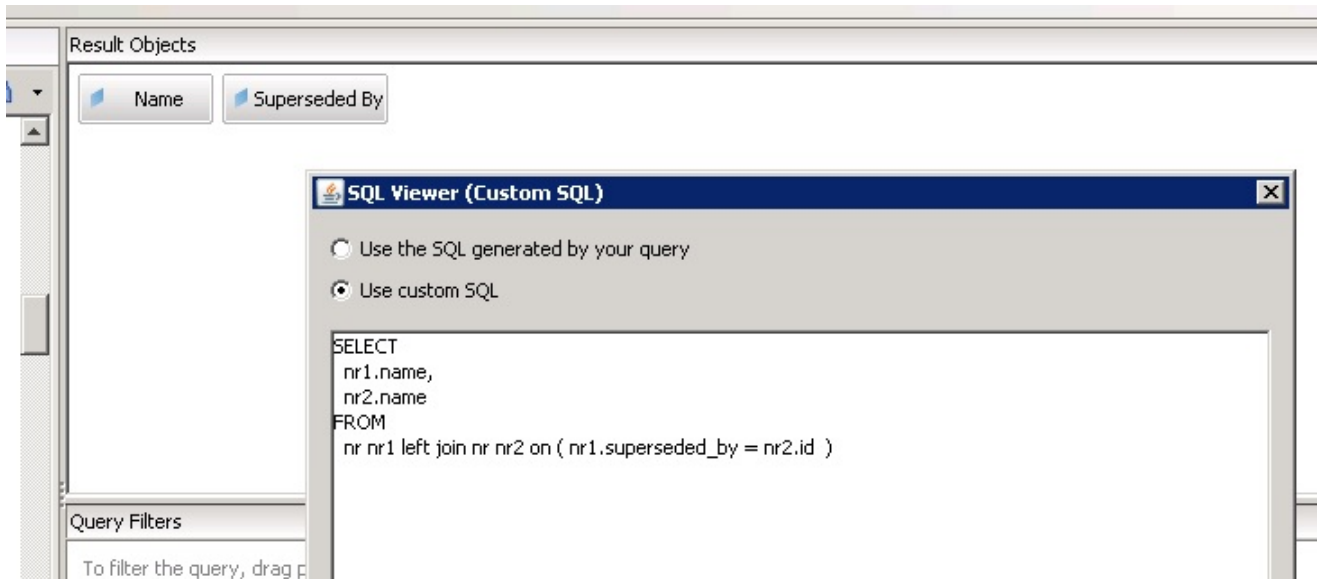 Result Objects
Name
Superseded By
SQL Viewer (Custom SQL)
Use the SQL generated by your query
Use custom SQL
SELECT
nr1.name,
nr2.name
FROM
nr nr1 left join nr nr2 on ( nr1.superseded_by = nr2.id )
Query Filters
To filter the query, drag